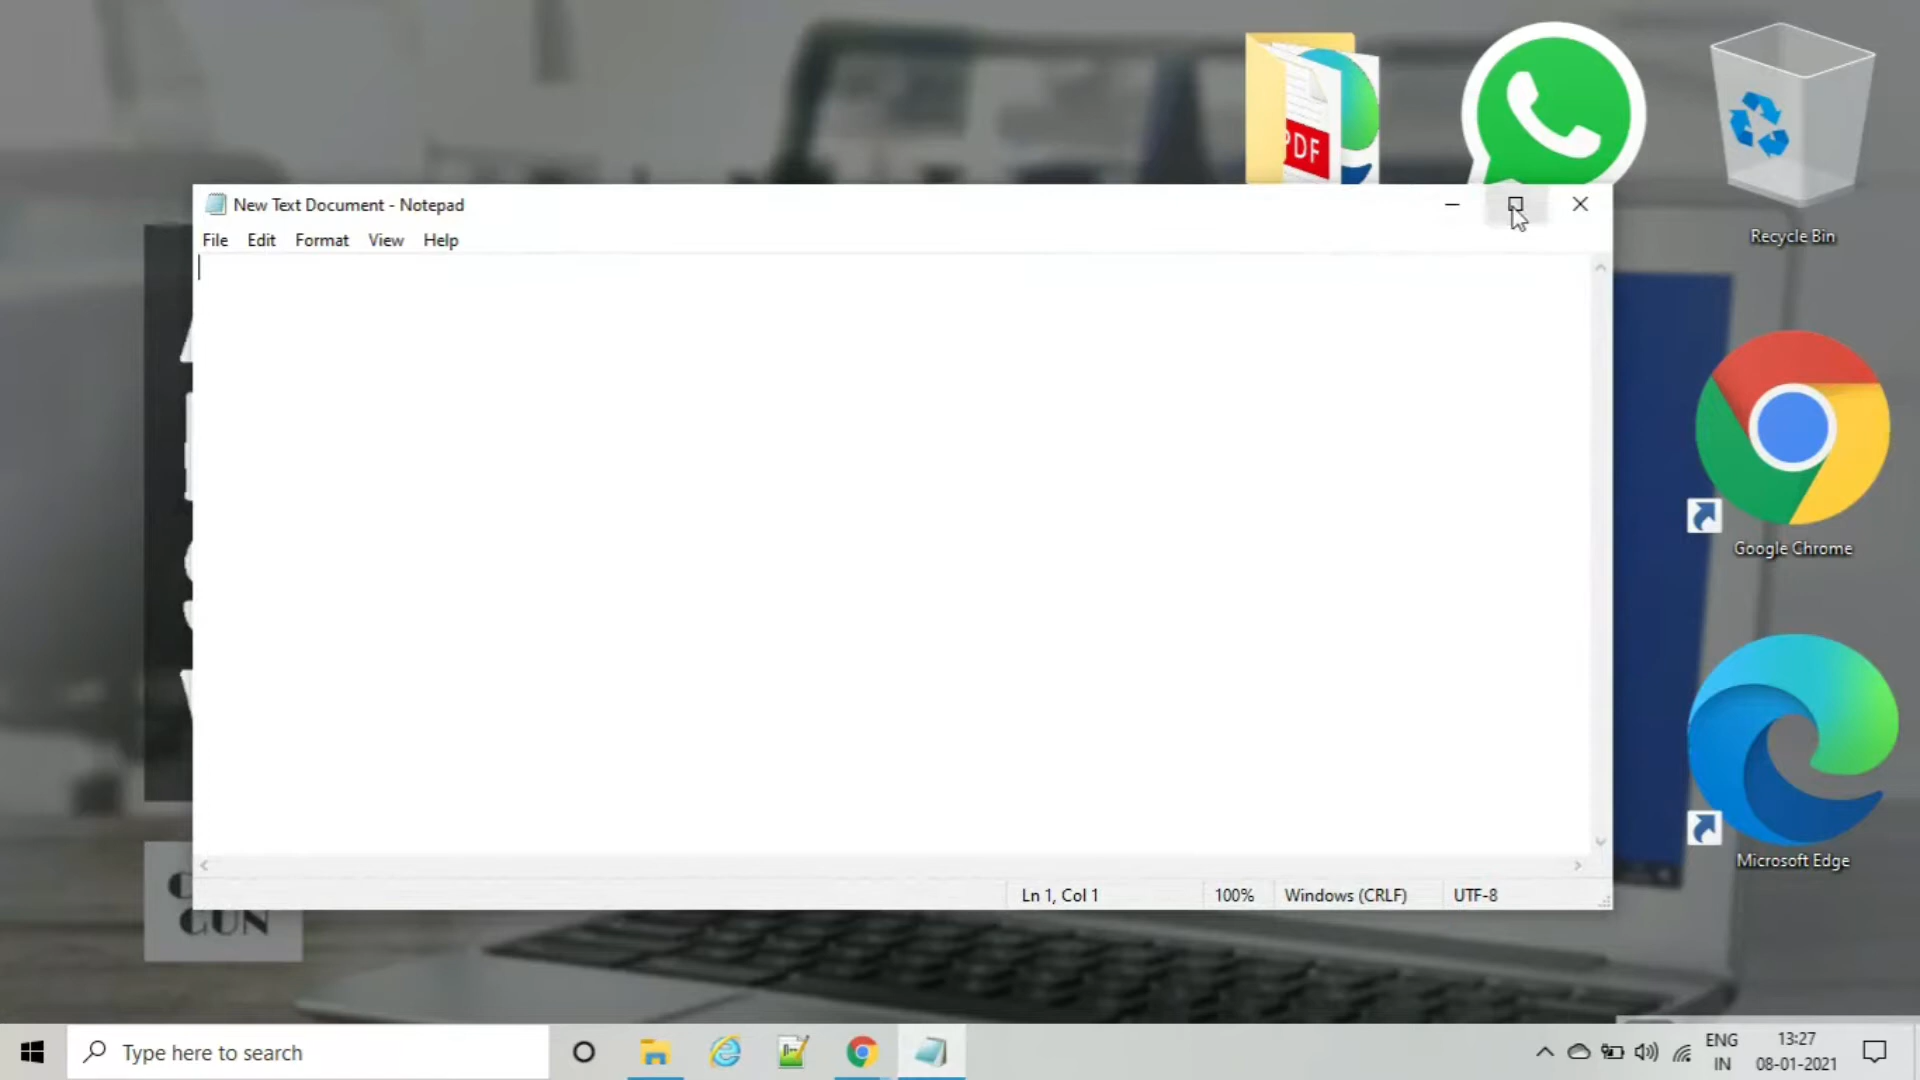 PDF
New Text Document - Notepad
File Edit Format View Help
Recycle Bin
Google Chrome
Microsoft Edge
Ln 1, Col 1 100% Windows (CRLF) UTF-8
GUN
Type here to search
ENG
IN
13:27
08-01-2021